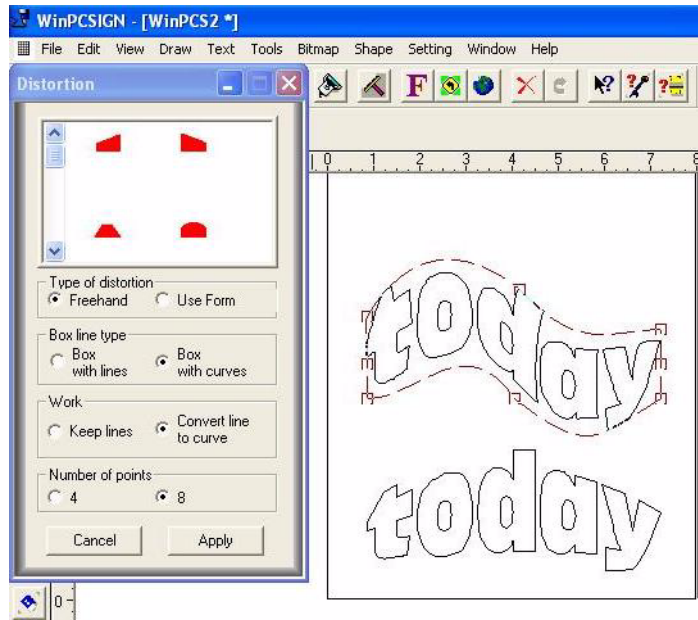 WinPCSIGN - [WinPCS2 *]
File Edit View Draw Text Tools Bitmap Shape Setting Window Help
Distortion
F
0 1 2 3 4 5 6 7 8
Type of distortion
Freehand Use Form
Box line type
Box with lines
Box with curves
Work
Keep lines
Convert line to curve
Number of points
4 8
Cancel Apply
today
today
0